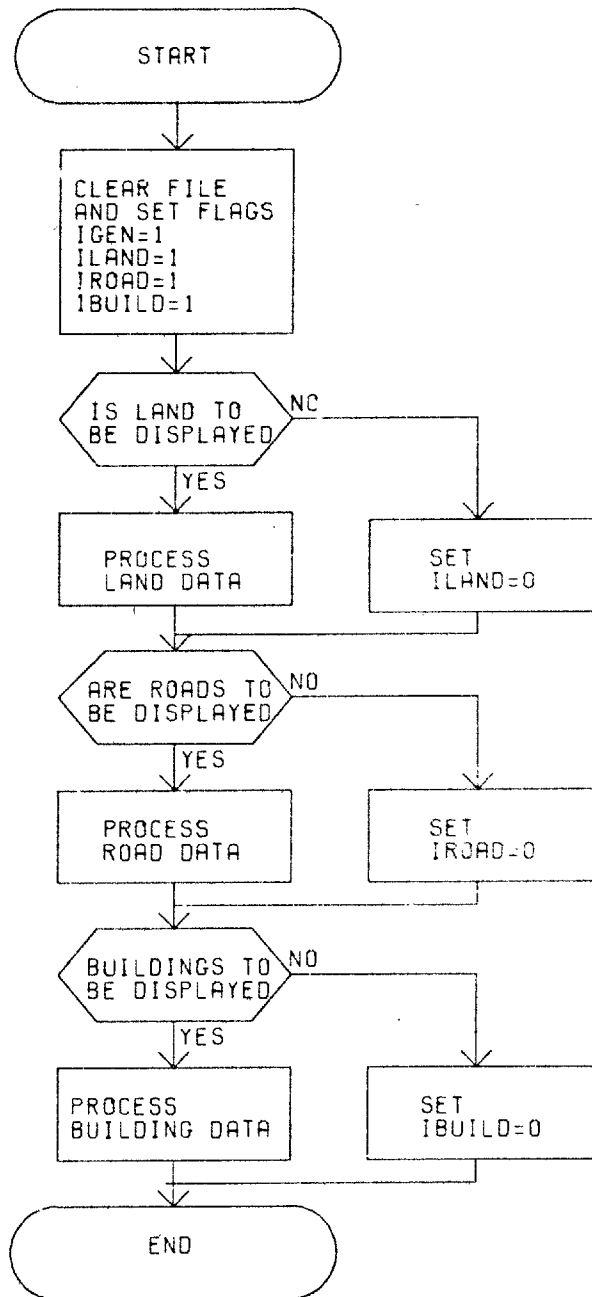 START
CLEAR FILE
AND SET FLAGS
IGEN=1
ILAND=1
IROAD=1
IBUILD=1
IS LAND TO
BE DISPLAYED
NO
YES
PROCESS
LAND DATA
SET
ILAND=0
ARE ROADS TO
BE DISPLAYED
NO
YES
PROCESS
ROAD DATA
SET
IROAD=0
BUILDINGS TO
BE DISPLAYED
NO
YES
PROCESS
BUILDING DATA
SET
IBUILD=0
END